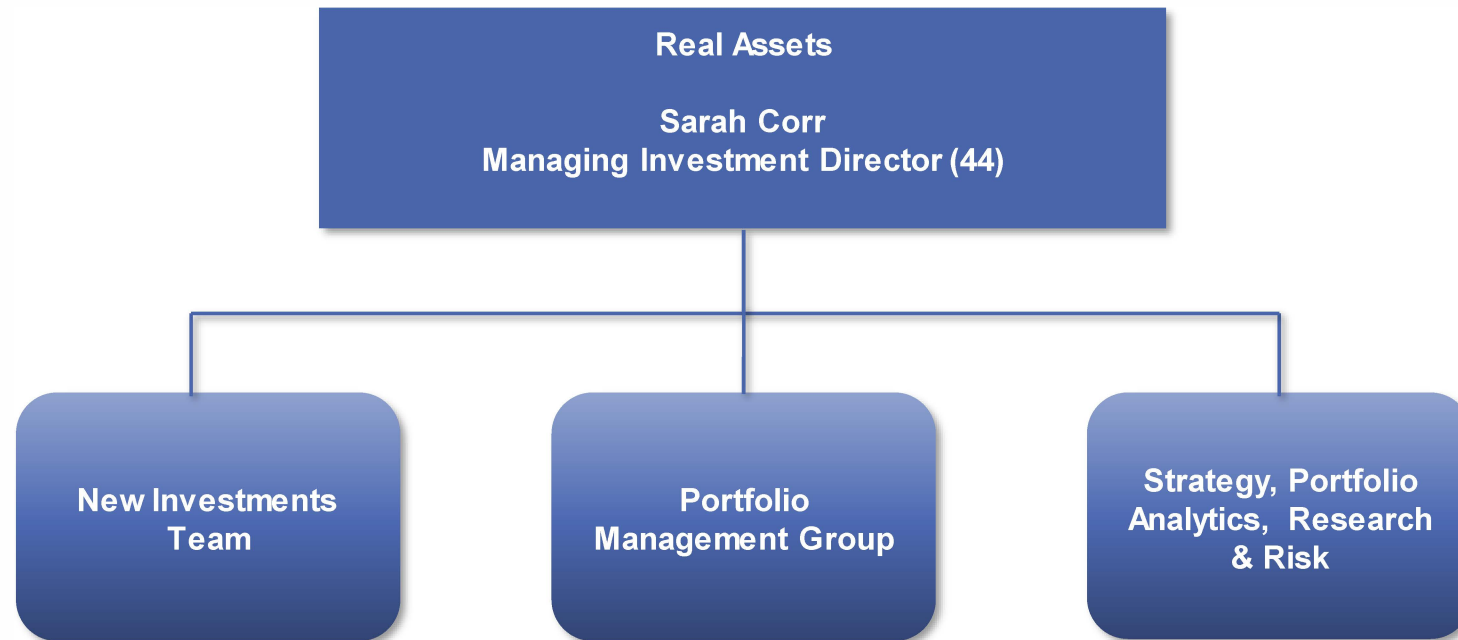 Real Assets
Sarah Corr
Managing Investment Director (44)
New Investments
Team
Portfolio
Management Group
Strategy, Portfolio
Analytics, Research
& Risk